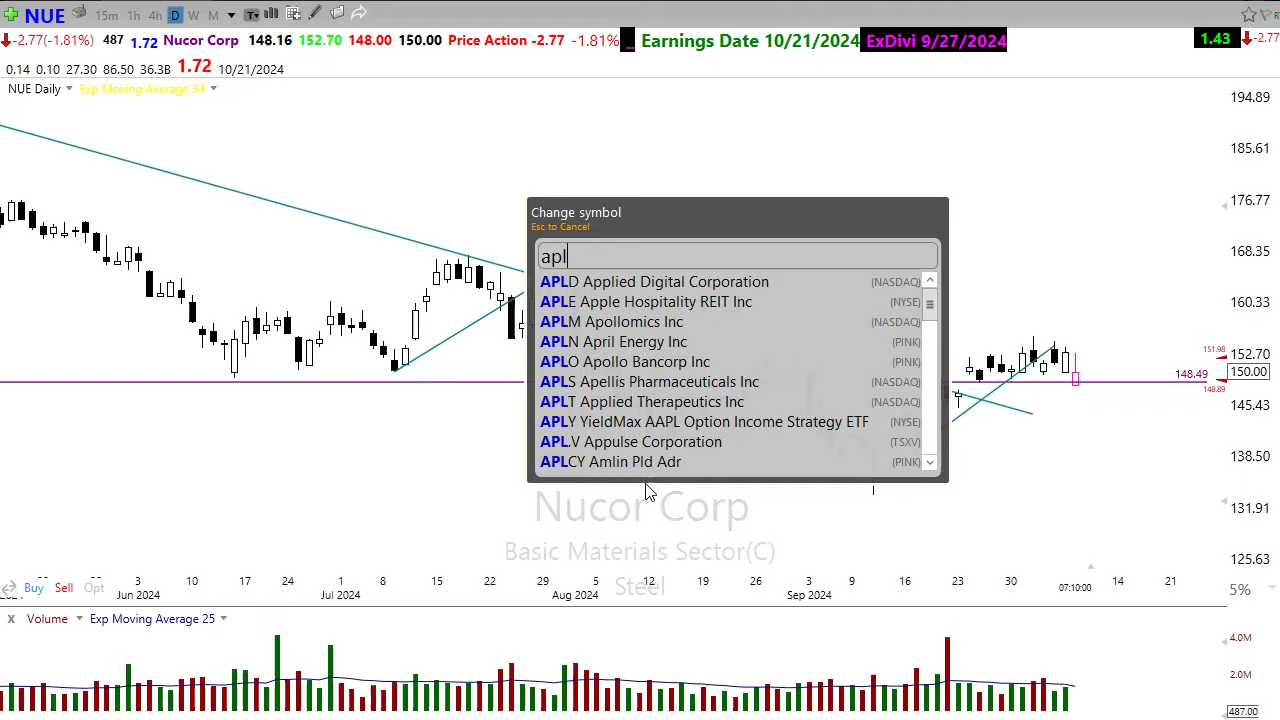 NUE 15m 1h 4h D W M T
-2.77(-1.81%) 487 1.72 Nucor Corp 148.16 152.70 148.00 150.00 Price Action -2.77 -1.81% Earnings Date 10/21/2024 ExDivi 9/27/2024 1.43 -2.77
0.14 0.10 27.30 86.50 36.3B 1.72 10/21/2024
NUE Daily Exp Moving Average 34
194.89
185.61
176.77
168.35
160.33
151.98
152.70
148.49 150.00
148.89
145.43
138.50
131.91
125.63
Change symbol
Esc to Cancel
apl
APLD Applied Digital Corporation (NASDAQ)
APLE Apple Hospitality REIT Inc (NYSE)
APLM Apollomics Inc (NASDAQ)
APLN April Energy Inc (PINK)
APLO Apollo Bancorp Inc (PINK)
APLS Apellis Pharmaceuticals Inc (NASDAQ)
APLT Applied Therapeutics Inc (NASDAQ)
APLY YieldMax AAPL Option Income Strategy ETF (NYSE)
APL.V Appulse Corporation (TSXV)
APLCY Amlin Pld Adr (PINK)
Nucor Corp
Basic Materials Sector(C)
Steel
3 10 17 24 1 8 15 22 29 5 12 19 26 3 9 16 23 30 14 21
Jun 2024 Jul 2024 Aug 2024 Sep 2024 07:10:00
Buy Sell Opt 5%
X Volume Exp Moving Average 25
4.0M
2.0M
487.00